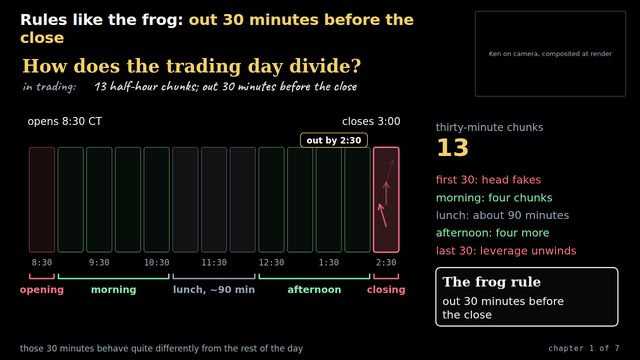 Rules like the frog: out 30 minutes before the
close
Ken on camera, composited at render
How does the trading day divide?
in trading: 13 half-hour chunks; out 30 minutes before the close
opens 8:30 CT
closes 3:00
out by 2:30
8:30 9:30 10:30 11:30 12:30 1:30 2:30
opening morning lunch, ~90 min afternoon closing
thirty-minute chunks
13
first 30: head fakes
morning: four chunks
lunch: about 90 minutes
afternoon: four more
last 30: leverage unwinds
The frog rule
out 30 minutes before
the close
those 30 minutes behave quite differently from the rest of the day
chapter 1 of 7